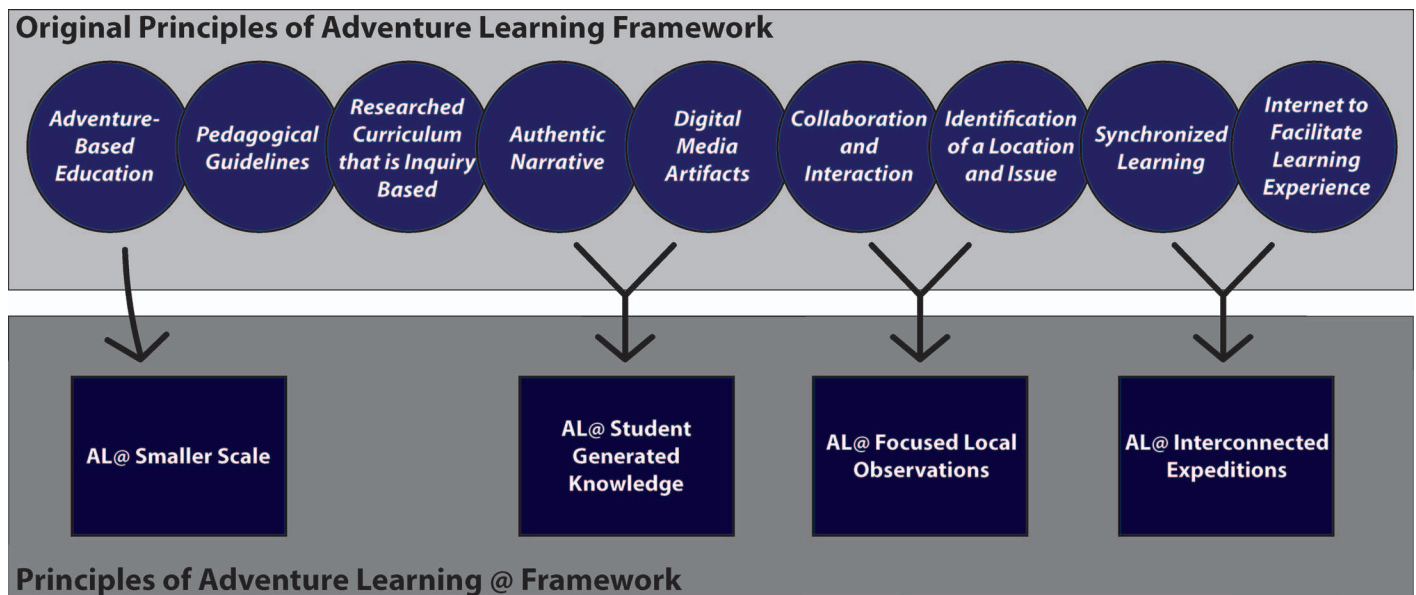 Original Principles of Adventure Learning Framework
Adventure-
Based
Education
Pedagogical
Guidelines
Researched
Curriculum
that is Inquiry
Based
Authentic
Narrative
Digital
Media
Artifacts
Collaboration
and
Interaction
Identification
of a Location
and Issue
Synchronized
Learning
Internet to
Facilitate
Learning
Experience
AL@ Smaller Scale
AL@ Student
Generated
Knowledge
AL@ Focused Local
Observations
AL@ Interconnected
Expeditions
Principles of Adventure Learning @ Framework